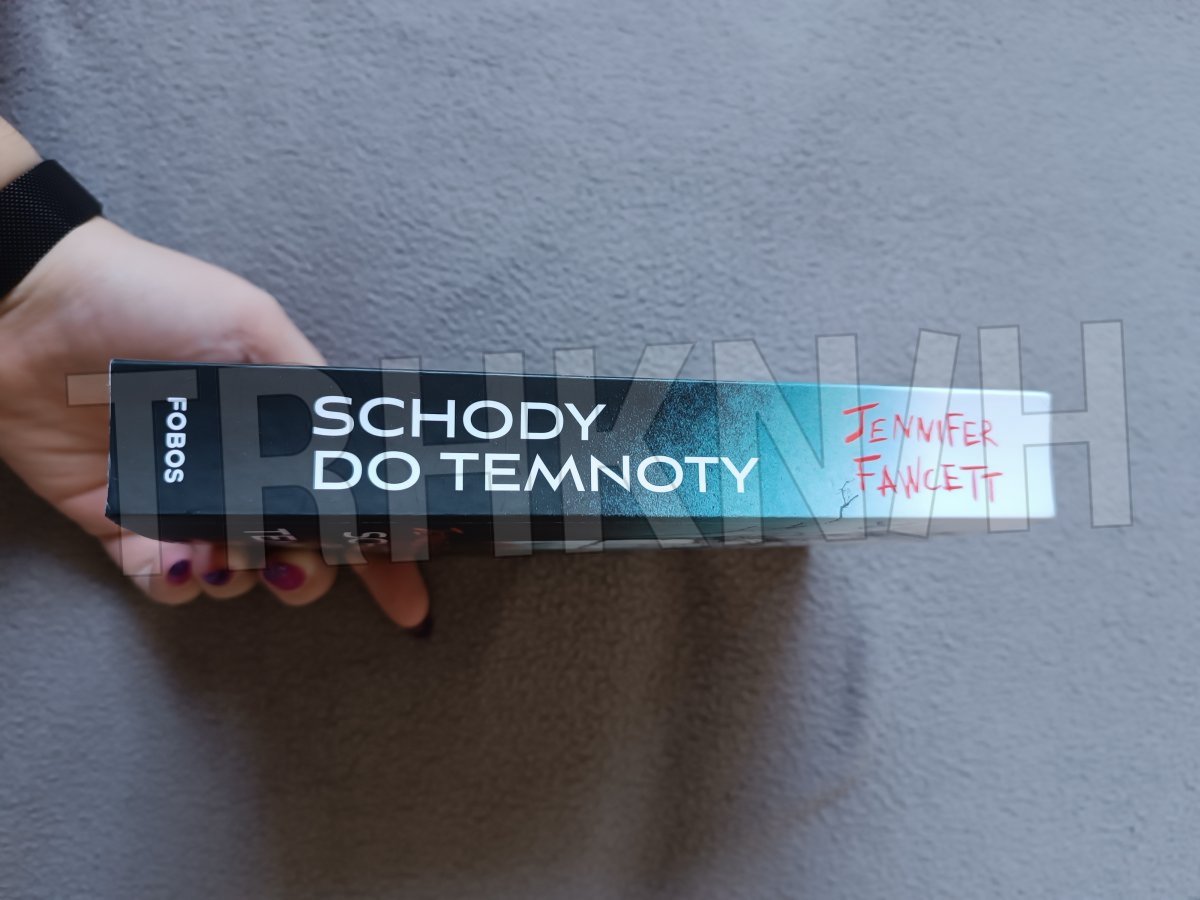 FOBOS
SCHODY
DO TEMNOTY
JENNIFER
FAWCETT
TRHKNIH